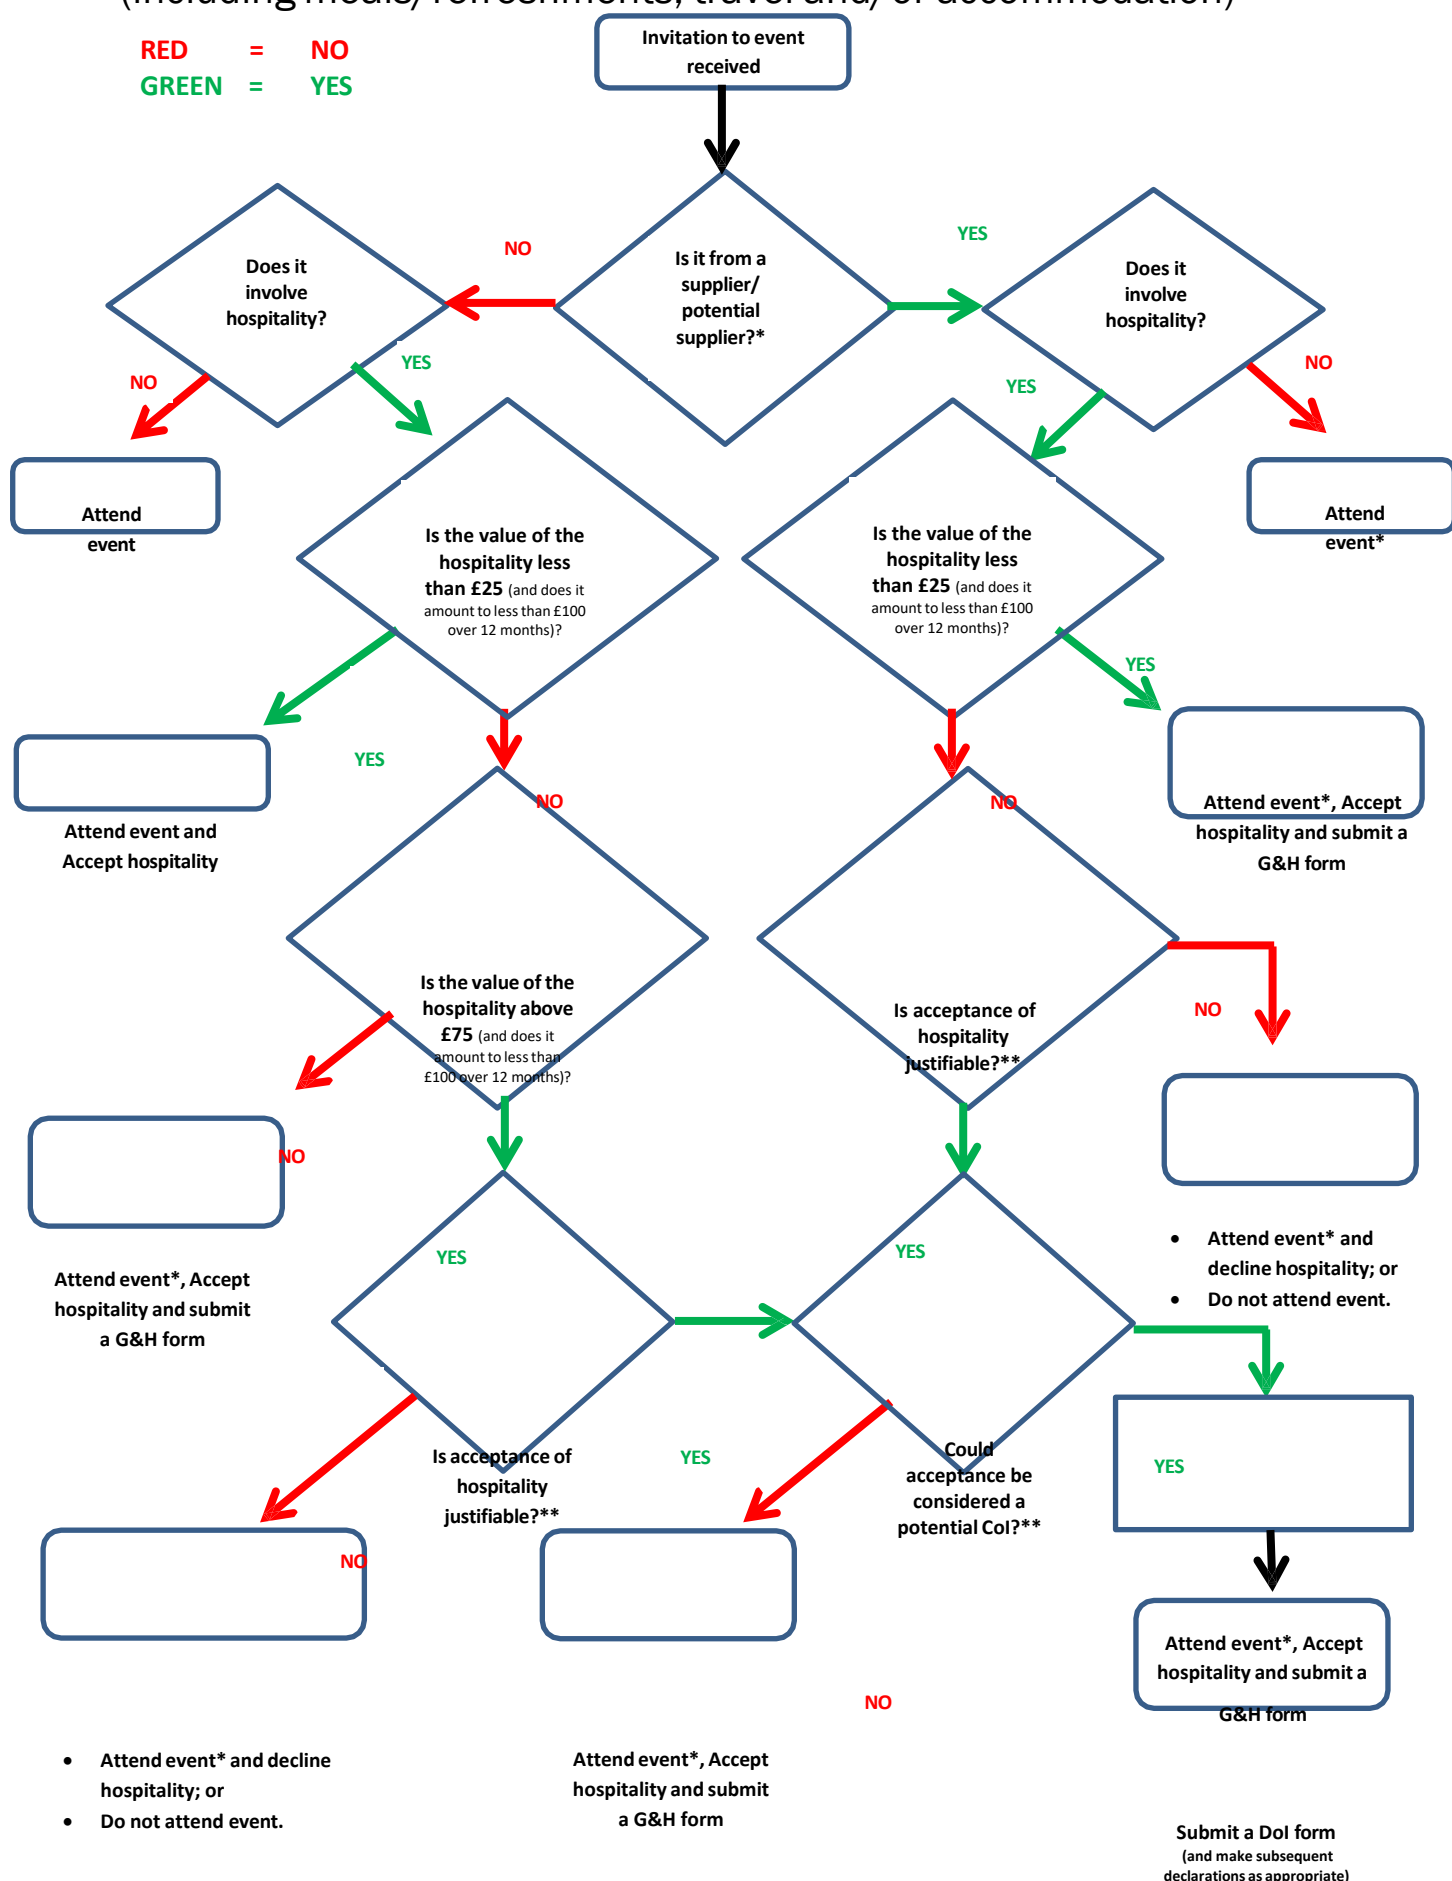 (including meals/refreshments, travel and/or accommodation)
RED = NO
GREEN = YES
Invitation to event
received
NO
YES
Does it
involve
hospitality?
Is it from a
supplier/
potential
supplier?*
Does it
involve
hospitality?
NO
YES
YES
NO
Attend
event
Attend
event*
Is the value of the
hospitality less
than £25 (and does it
amount to less than £100
over 12 months)?
Is the value of the
hospitality less
than £25 (and does it
amount to less than £100
over 12 months)?
YES
YES
NO
NO
Attend event and
Accept hospitality
Attend event*, Accept
hospitality and submit a
G&H form
Is the value of the
hospitality above
£75 (and does it
amount to less than
£100 over 12 months)?
Is acceptance of
hospitality
justifiable?**
NO
NO
YES
YES
Attend event*, Accept
hospitality and submit
a G&H form
• Attend event* and
decline hospitality; or
• Do not attend event.
Is acceptance of
hospitality
justifiable?**
YES
Could
acceptance be
considered a
potential CoI?**
YES
NO
Attend event*, Accept
hospitality and submit a
G&H form
NO
• Attend event* and decline
hospitality; or
• Do not attend event.
Attend event*, Accept
hospitality and submit
a G&H form
Submit a DoI form
(and make subsequent
declarations as appropriate)